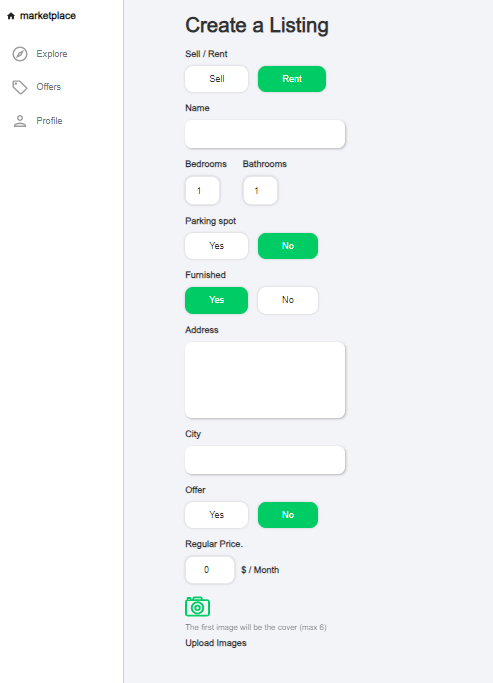 marketplace
Explore
Offers
Profile
Create a Listing
Sell / Rent
Sell Rent
Name
Bedrooms Bathrooms
1 1
Parking spot
Yes No
Furnished
Yes No
Address
City
Offer
Yes No
Regular Price.
0 $ / Month
The first image will be the cover (max 6)
Upload Images